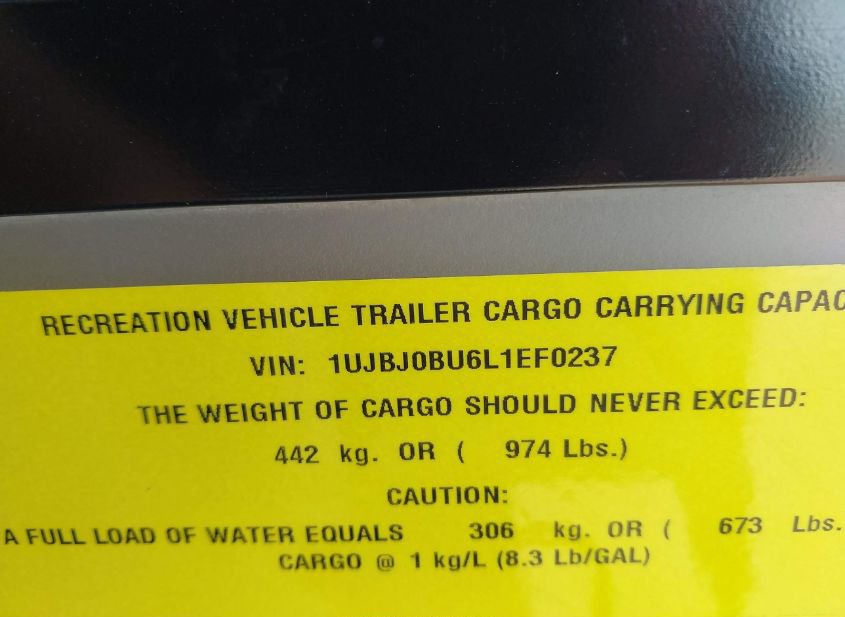 RECREATION VEHICLE TRAILER CARGO CARRYING CAPAC
VIN: 1UJBJ0BU6L1EF0237
THE WEIGHT OF CARGO SHOULD NEVER EXCEED:
442 kg. OR ( 974 Lbs.)
CAUTION:
A FULL LOAD OF WATER EQUALS 306 kg. OR ( 673 Lbs.
CARGO @ 1 kg/L (8.3 Lb/GAL)